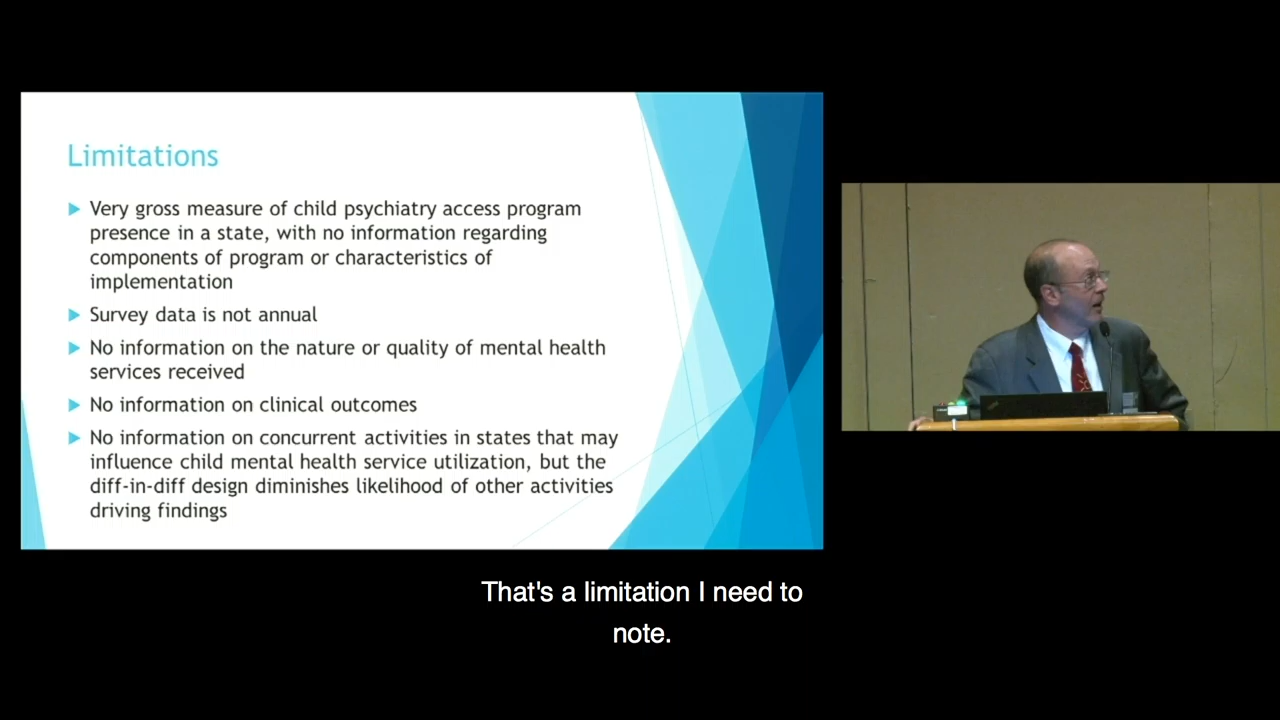 Limitations
Very gross measure of child psychiatry access program
presence in a state, with no information regarding
components of program or characteristics of
implementation
Survey data is not annual
No information on the nature or quality of mental health
services received
No information on clinical outcomes
No information on concurrent activities in states that may
influence child mental health service utilization, but the
diff-in-diff design diminishes likelihood of other activities
driving findings
That's a limitation I need to
note.